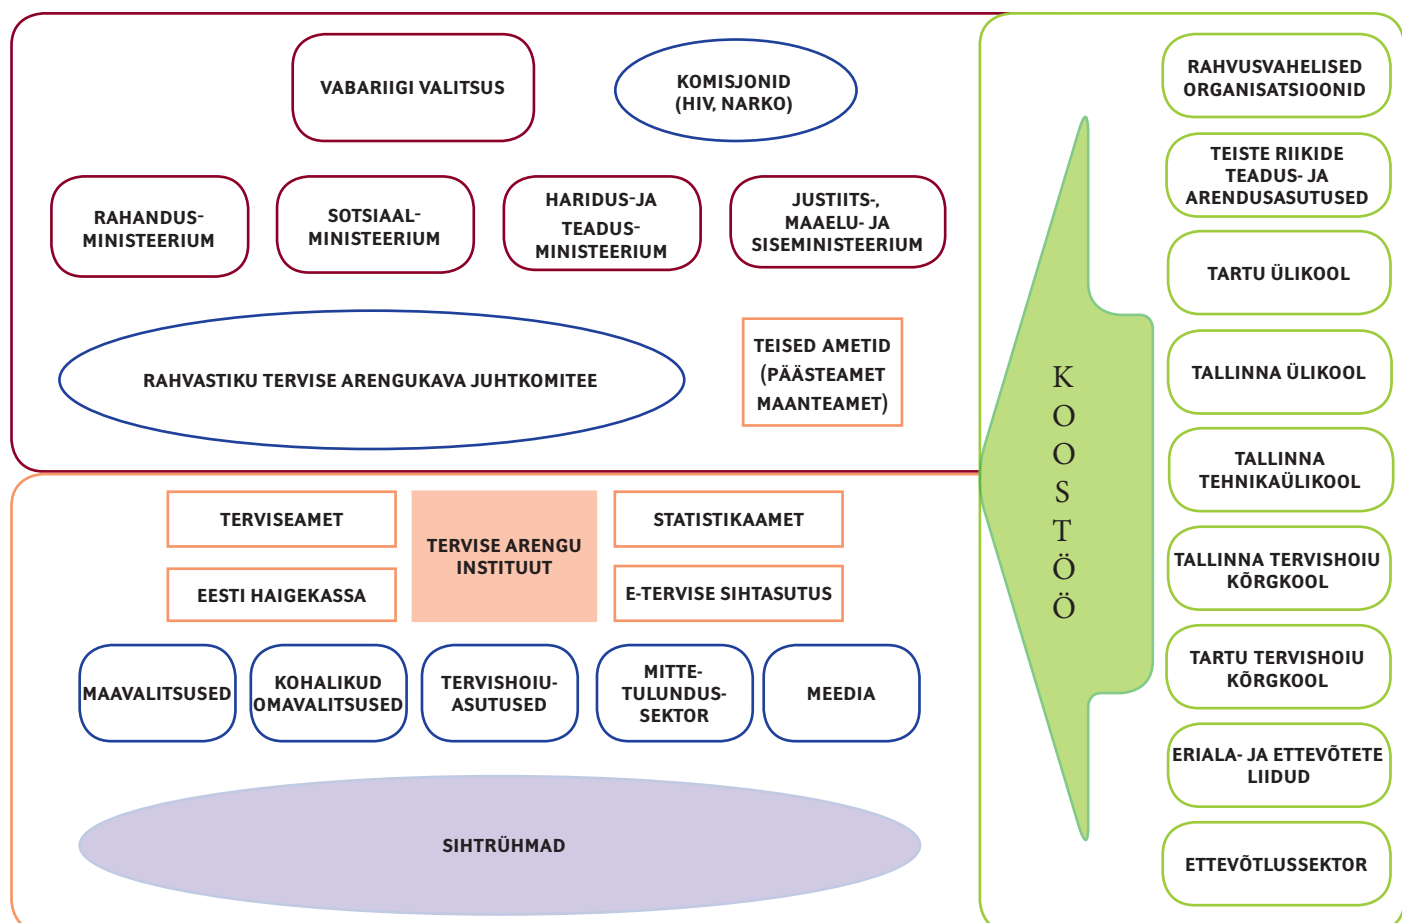 VABARIIGI VALITSUS
KOMISJONID
(HIV, NARKO)
RAHANDUS-
MINISTEERIUM
SOTSIAAL-
MINISTEERIUM
HARIDUS-JA
TEADUS-
MINISTEERIUM
JUSTIITS-,
MAAELU- JA
SISEMINISTEERIUM
RAHVASTIKU TERVISE ARENGUKAVA JUHTKOMITEE
TEISED AMETID
(PÄÄSTEAMET
MAANTEAMET)
TERVISEAMET
EESTI HAIGEKASSA
TERVISE ARENGU
INSTITUUT
STATISTIKAAMET
E-TERVISE SIHTASUTUS
MAAVALITSUSED
KOHALIKUD
OMAVALITSUSED
TERVISHOIU-
ASUTUSED
MITTE-
TULUNDUS-
SEKTOR
MEEDIA
SIHTRÜHMAD
K
O
O
S
T
Ö
Ö
RAHVUSVAHELISED
ORGANISATSIOONID
TEISTE RIIKIDE
TEADUS- JA
ARENDUSASUTUSED
TARTU ÜLIKOOL
TALLINNA ÜLIKOOL
TALLINNA
TEHNIKAÜLIKOOL
TALLINNA TERVISHOIU
KÕRGKOOL
TARTU TERVISHOIU
KÕRGKOOL
ERIALA- JA ETTEVÕTETE
LIIDUD
ETTEVÕTLUSSEKTOR